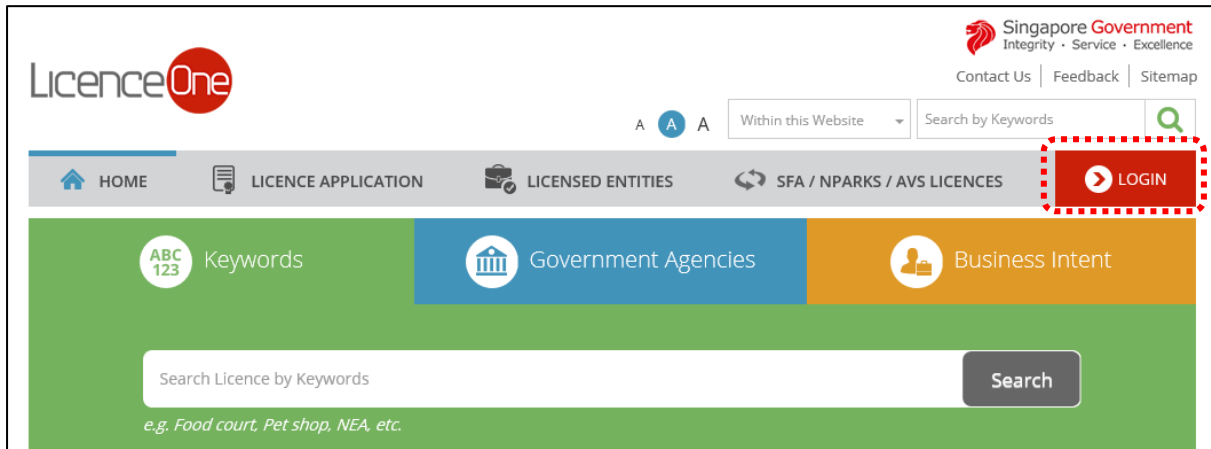 Singapore Government
Integrity · Service · Excellence
LicenceOne
Contact Us | Feedback | Sitemap
A A A Within this Website Search by Keywords
HOME LICENCE APPLICATION LICENSED ENTITIES SFA / NPARKS / AVS LICENCES LOGIN
ABC 123 Keywords Government Agencies Business Intent
Search Licence by Keywords Search
e.g. Food court, Pet shop, NEA, etc.